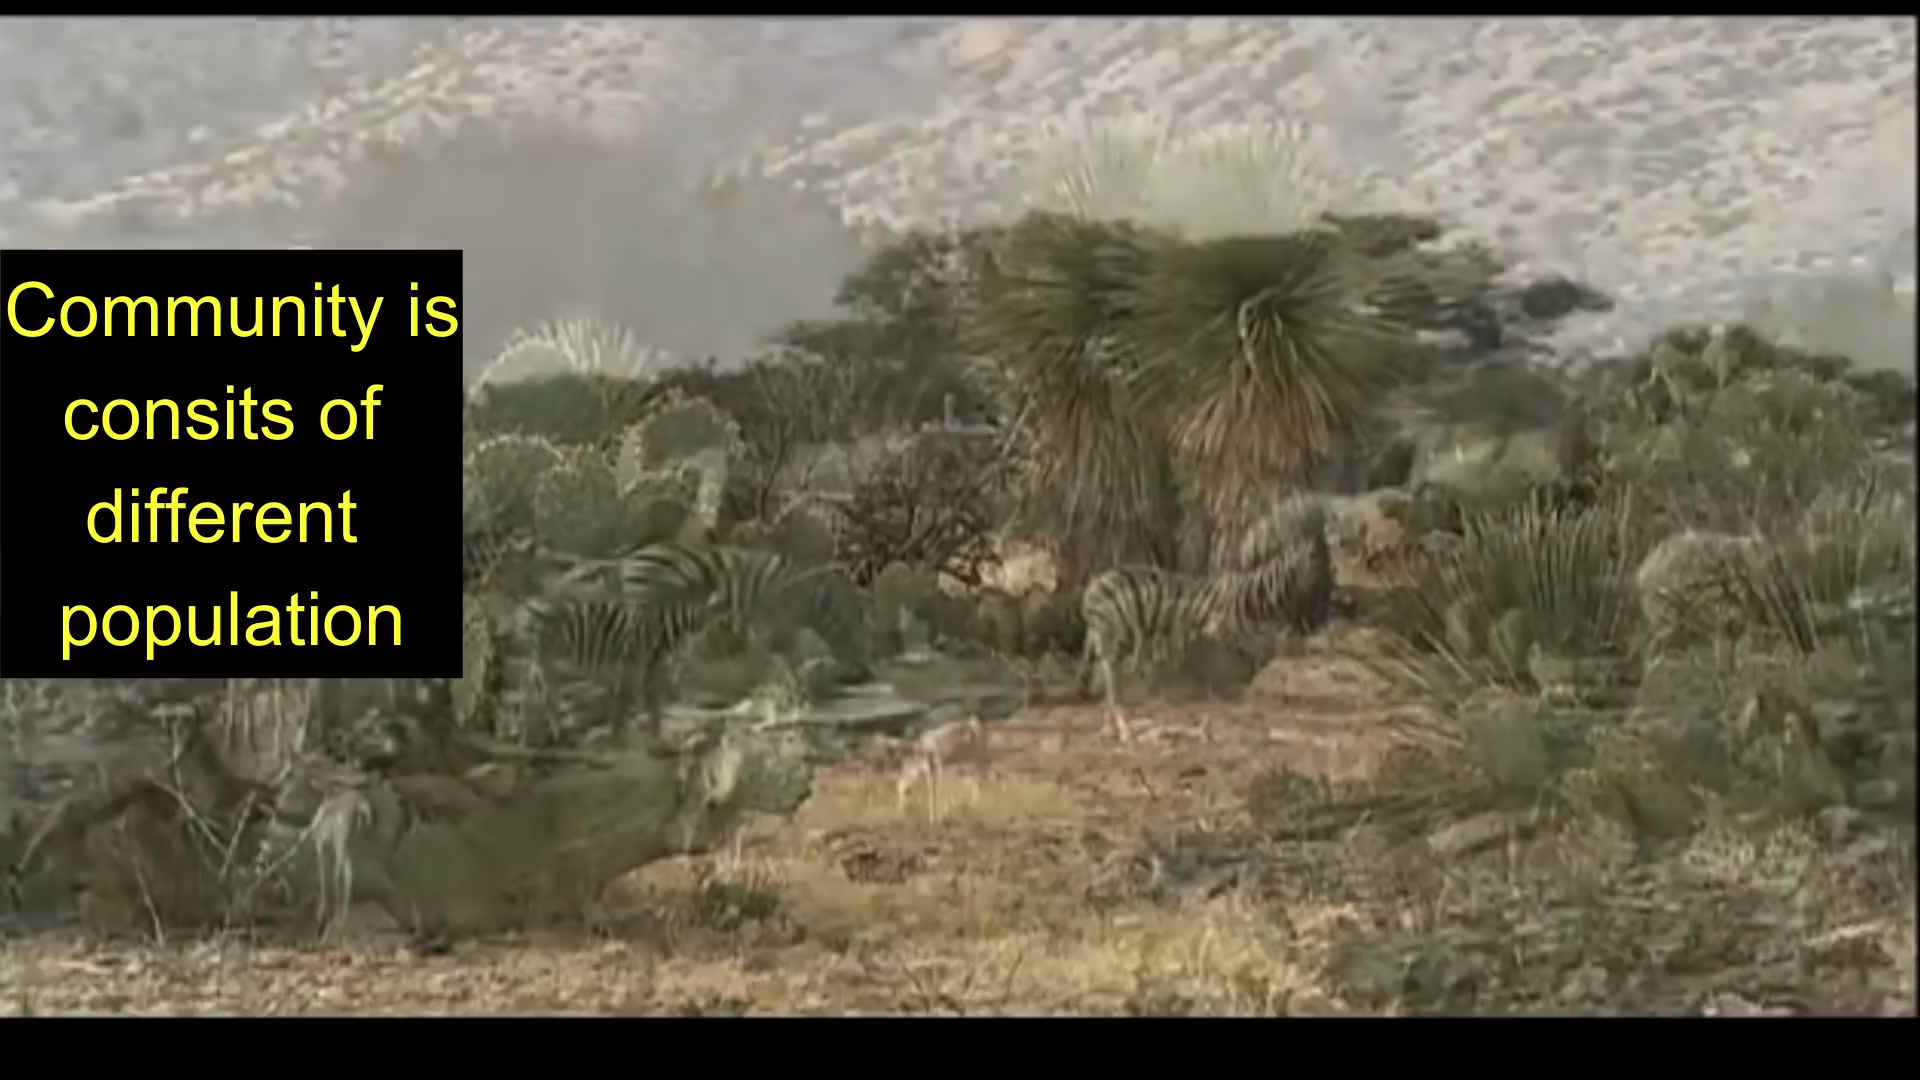 Community is
consits of
different
population